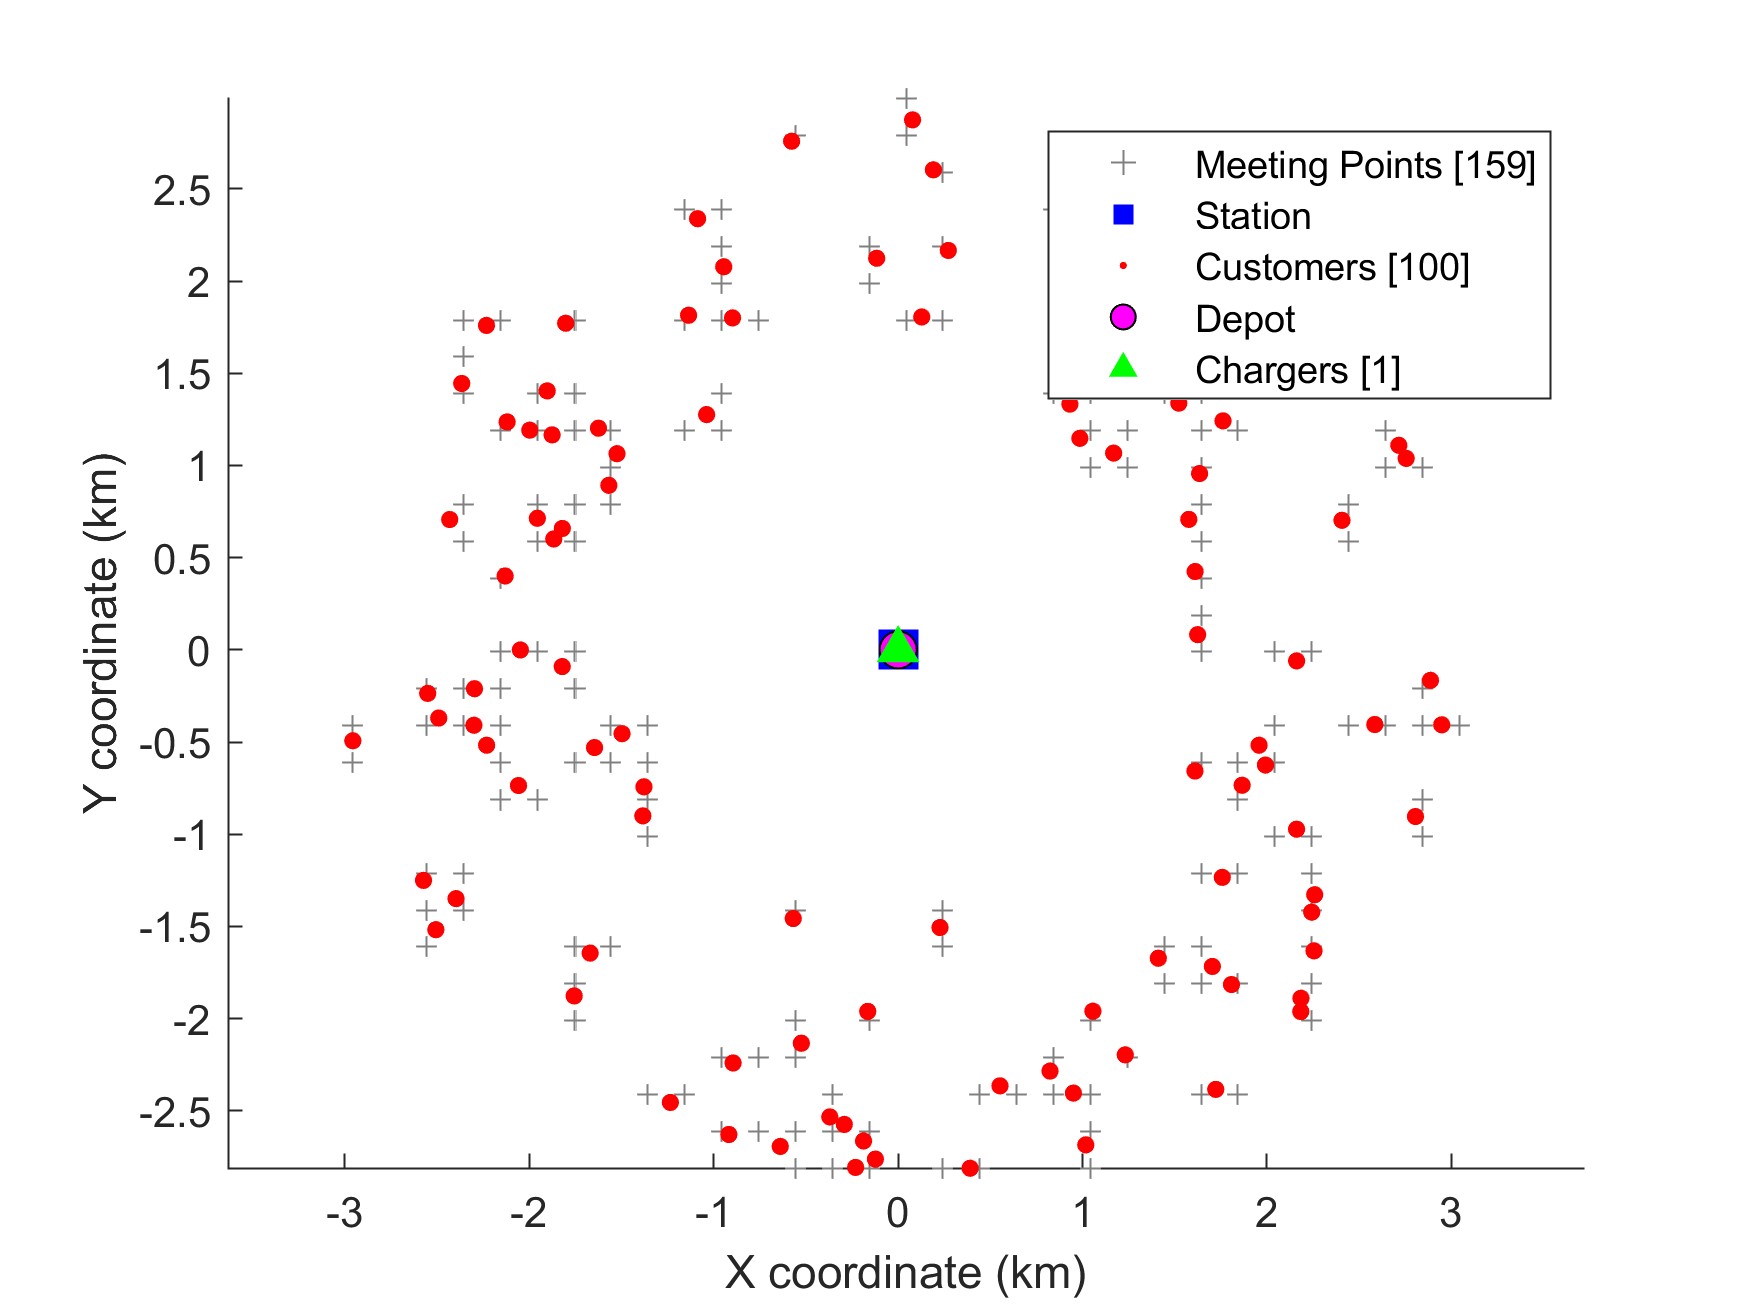 Meeting Points [159]
Station
Customers [100]
Depot
Chargers [1]
2.5
2
1.5
1
0.5
0
-0.5
-1
-1.5
-2
-2.5
Y coordinate (km)
-3 -2 -1 0 1 2 3
X coordinate (km)